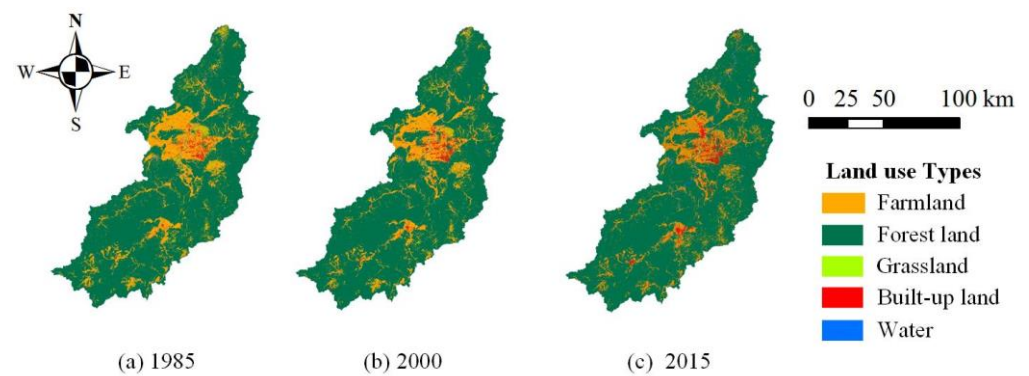 N
W E
S
0 25 50 100 km
Land use Types
Farmland
Forest land
Grassland
Built-up land
Water
(a) 1985 (b) 2000 (c) 2015